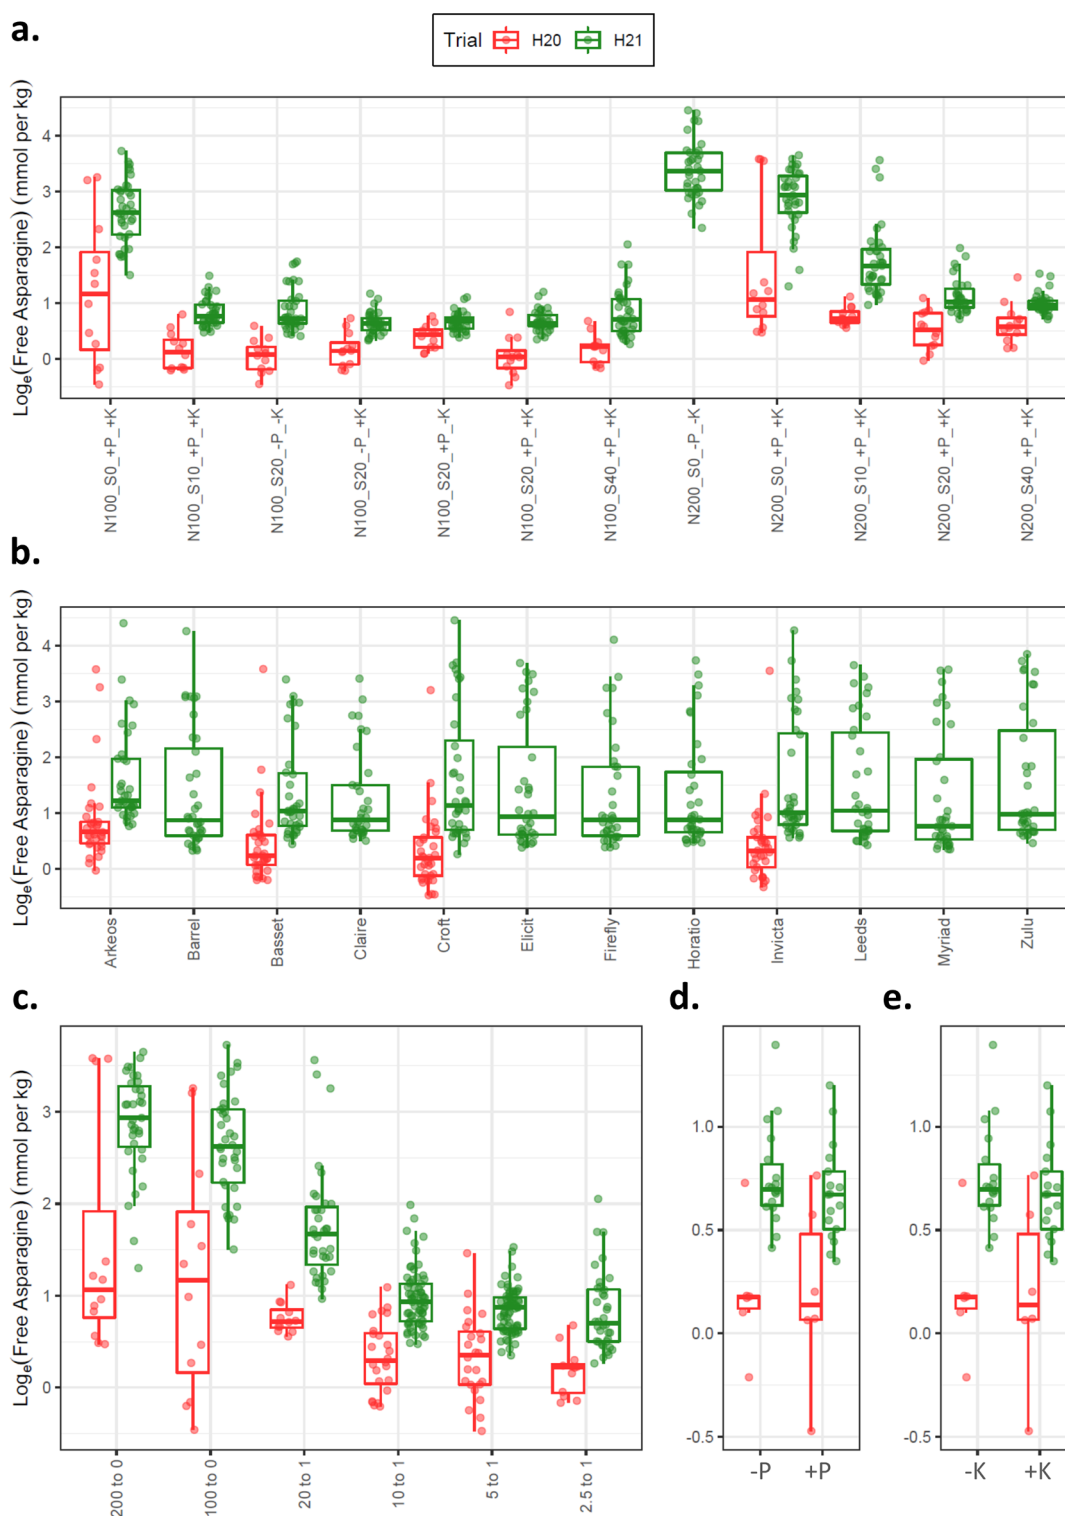 a.
Trial H20 H21
Logₑ(Free Asparagine) (mmol per kg)
4
3
2
1
0
N100_S0_+P_+K
N100_S10_+P_+K
N100_S20_-P_-K
N100_S20_-P_+K
N100_S20_+P_-K
N100_S20_+P_+K
N100_S40_+P_+K
N200_S0_-P_-K
N200_S0_+P_+K
N200_S10_+P_+K
N200_S20_+P_+K
N200_S40_+P_+K
b.
Logₑ(Free Asparagine) (mmol per kg)
4
3
2
1
0
Arkeos
Barrel
Basset
Claire
Croft
Elicit
Firefly
Horatio
Invicta
Leeds
Myriad
Zulu
c.
Logₑ(Free Asparagine) (mmol per kg)
3
2
1
0
200 to 0
100 to 0
20 to 1
10 to 1
5 to 1
2.5 to 1
d.
1.0
0.5
0.0
-0.5
-P +P
e.
1.0
0.5
0.0
-0.5
-K +K